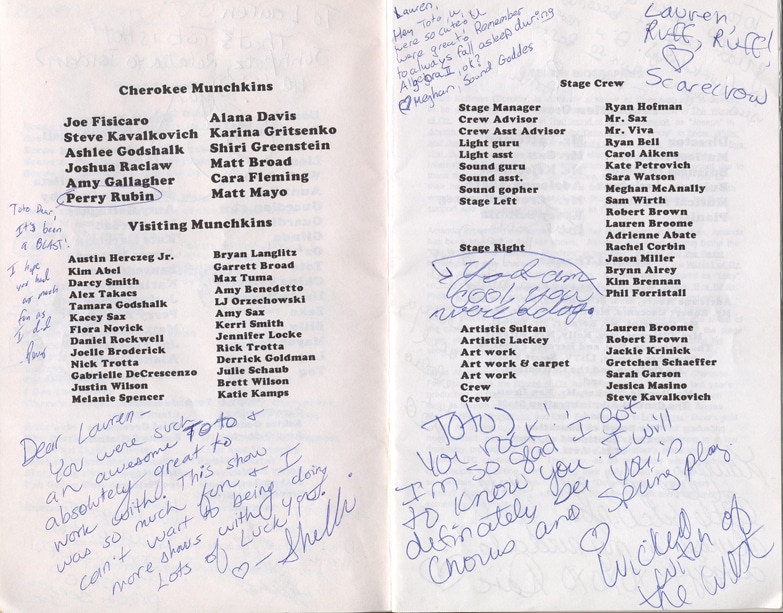 Cherokee Munchkins
Joe Fisicaro Alana Davis
Steve Kavalkovich Karina Gritsenko
Ashlee Godshalk Shiri Greenstein
Joshua Raclaw Matt Broad
Amy Gallagher Cara Fleming
Perry Rubin Matt Mayo
Toto Dear,
It's been
a BLAST!
I hope
you had
as much
fun as
I did
Visiting Munchkins
Austin Herczeg Jr. Bryan Langlitz
Kim Abel Garrett Broad
Darcy Smith Max Tuma
Alex Takacs Amy Benedetto
Tamara Godshalk LJ Orzechowski
Kacey Sax Amy Sax
Flora Novick Kerri Smith
Daniel Rockwell Jennifer Locke
Joelle Broderick Rick Trotta
Nick Trotta Derrick Goldman
Gabrielle DeCrescenzo Julie Schaub
Justin Wilson Brett Wilson
Melanie Spencer Katie Kamps
Dear Lauren-
You were such
an awesome Toto &
absolutely great to
work with. This show
was so much fun & I
can't wait to being doing
more shows with you.
Lots of Luck
♡- Shelli
Lauren,
Hey Toto
were so cute
were great! Remember
to always fall asleep during
Algebra I ok?
♡Meghan, Sound Goddes
Lauren,
Ruff, Ruff!
♡
Scarecrow
Stage Crew
Stage Manager Ryan Hofman
Crew Advisor Mr. Sax
Crew Asst Advisor Mr. Viva
Light guru Ryan Bell
Light asst Carol Aikens
Sound guru Kate Petrovich
Sound asst. Sara Watson
Sound gopher Meghan McAnally
Stage Left Sam Wirth
Robert Brown
Lauren Broome
Adrienne Abate
Stage Right Rachel Corbin
Jason Miller
Brynn Airey
Kim Brennan
Phil Forristall
cool, you
were a dog.
Artistic Sultan Lauren Broome
Artistic Lackey Robert Brown
Art work Jackie Krinick
Art work & carpet Gretchen Schaeffer
Art work Sarah Garson
Crew Jessica Masino
Crew Steve Kavalkovich
TOTO,
You rock!!
I'm so glad I got
to know you. I will
definately see you in
Chorus and Spring play.
♡ Wicked
Witch of
the West